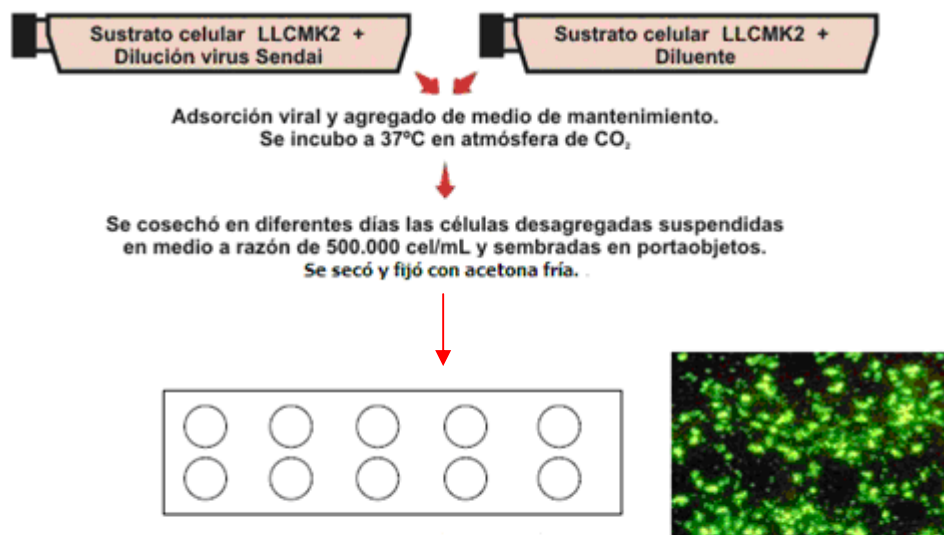 Sustrato celular LLCMK2 +
Dilución virus Sendai
Sustrato celular LLCMK2 +
Diluente
Adsorción viral y agregado de medio de mantenimiento.
Se incubo a 37ºC en atmósfera de CO₂
Se cosechó en diferentes días las células desagregadas suspendidas
en medio a razón de 500.000 cel/mL y sembradas en portaobjetos.
Se secó y fijó con acetona fría.